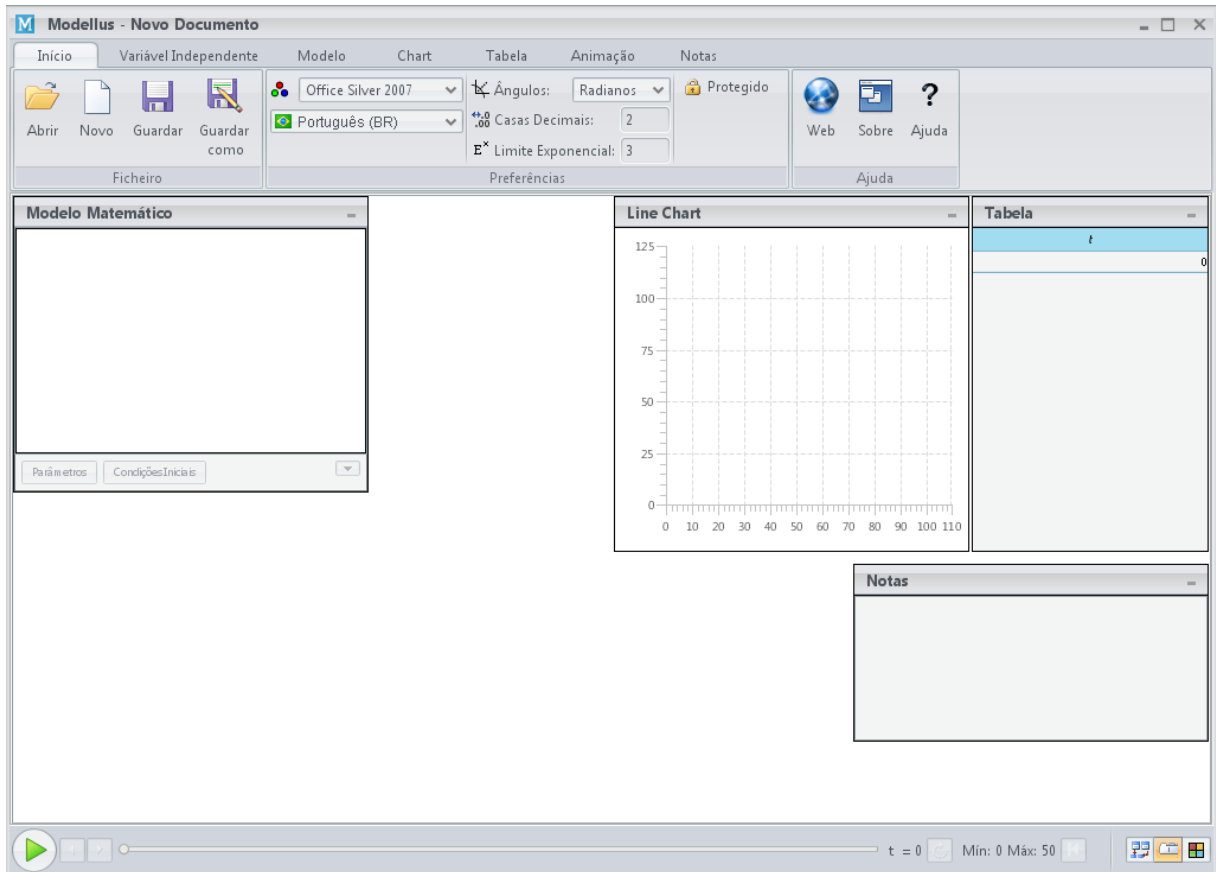 Modellus - Novo Documento
Início Variável Independente Modelo Chart Tabela Animação Notas
Abrir Novo Guardar Guardar como
Ficheiro
Office Silver 2007
Português (BR)
Ângulos: Radianos
Casas Decimais: 2
Limite Exponencial: 3
Protegido
Preferências
Web Sobre Ajuda
Ajuda
Modelo Matemático
Parâmetros CondiçõesIniciais
Line Chart
125
100
75
50
25
0
0 10 20 30 40 50 60 70 80 90 100 110
Tabela
t
0
Notas
t = 0 Mín: 0 Máx: 50